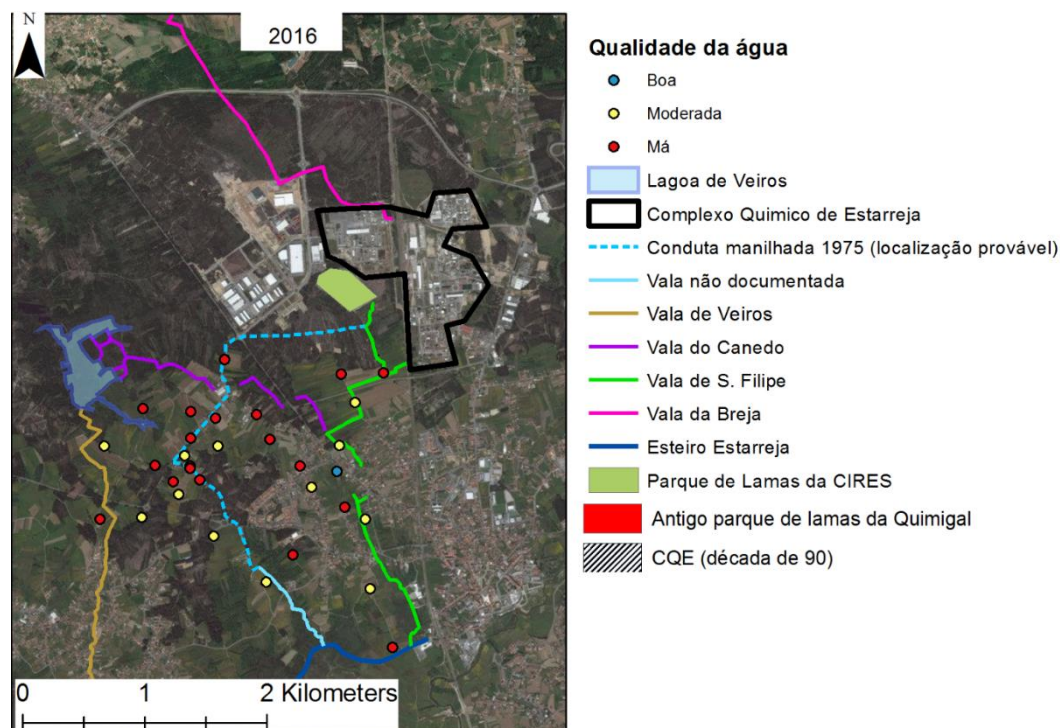 N
2016
0 1 2 Kilometers
Qualidade da água
Boa
Moderada
Má
Lagoa de Veiros
Complexo Quimico de Estarreja
Conduta manilhada 1975 (localização provável)
Vala não documentada
Vala de Veiros
Vala do Canedo
Vala de S. Filipe
Vala da Breja
Esteiro Estarreja
Parque de Lamas da CIRES
Antigo parque de lamas da Quimigal
CQE (década de 90)